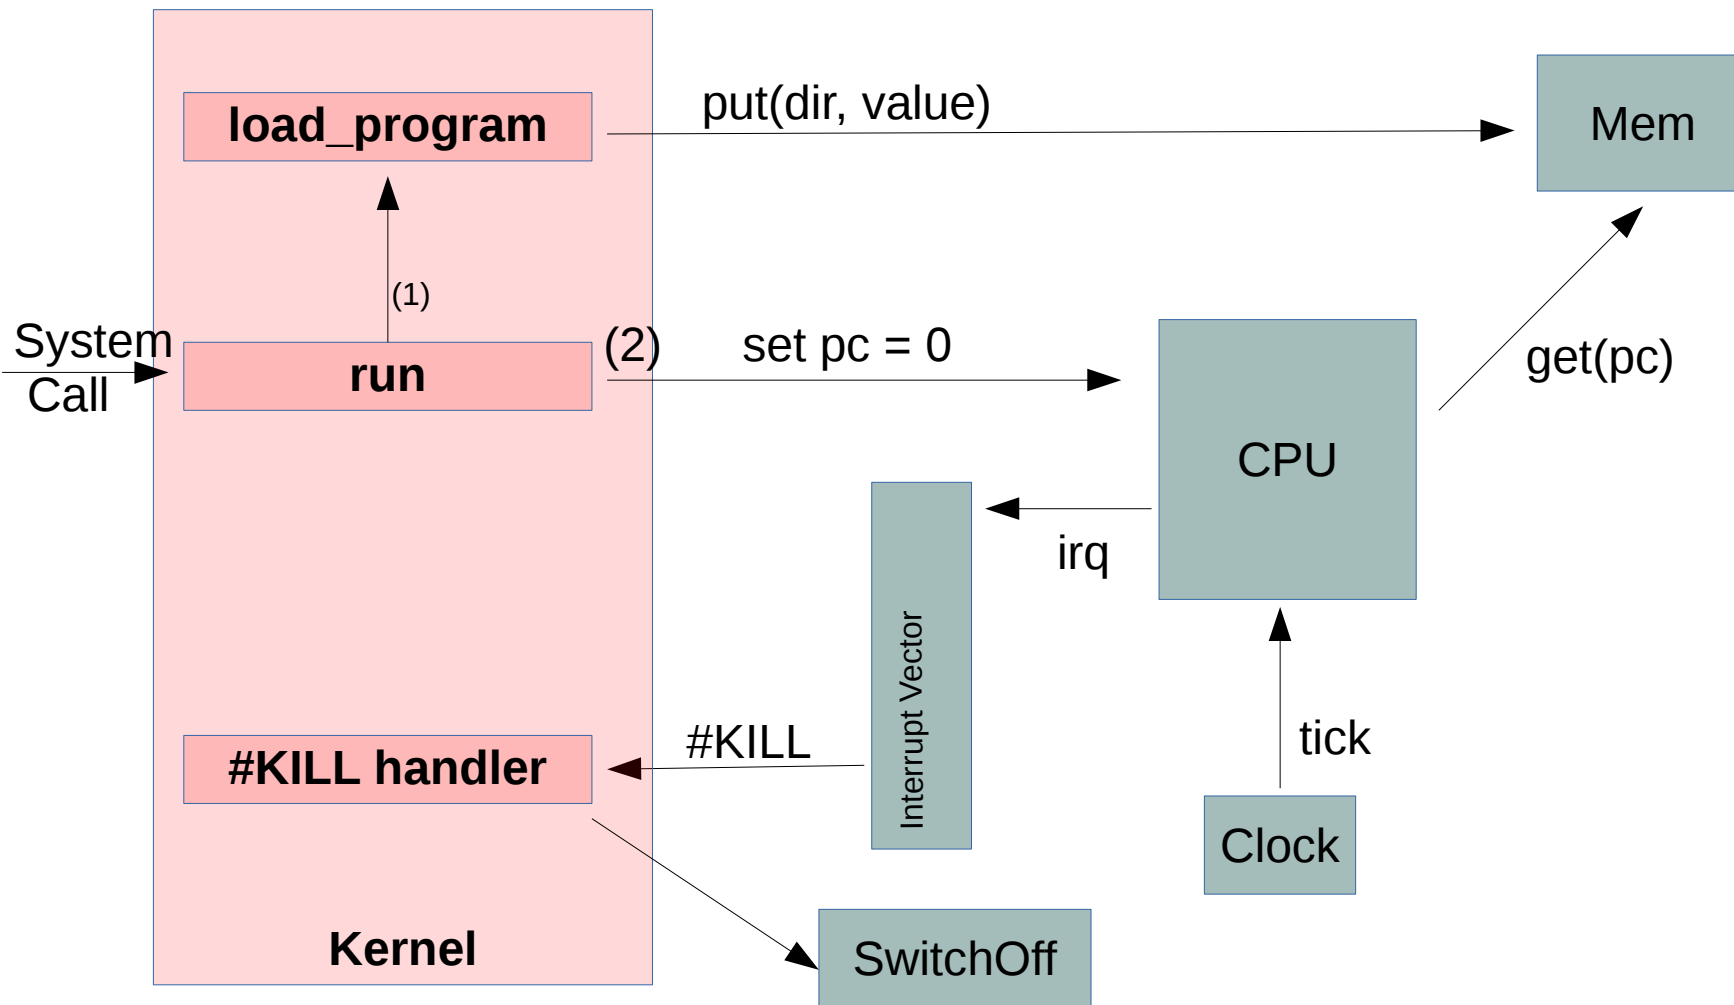 load_program
put(dir, value)
Mem
(1)
System
Call
run
(2)
set pc = 0
get(pc)
CPU
irq
Interrupt Vector
#KILL handler
#KILL
tick
Clock
Kernel
SwitchOff